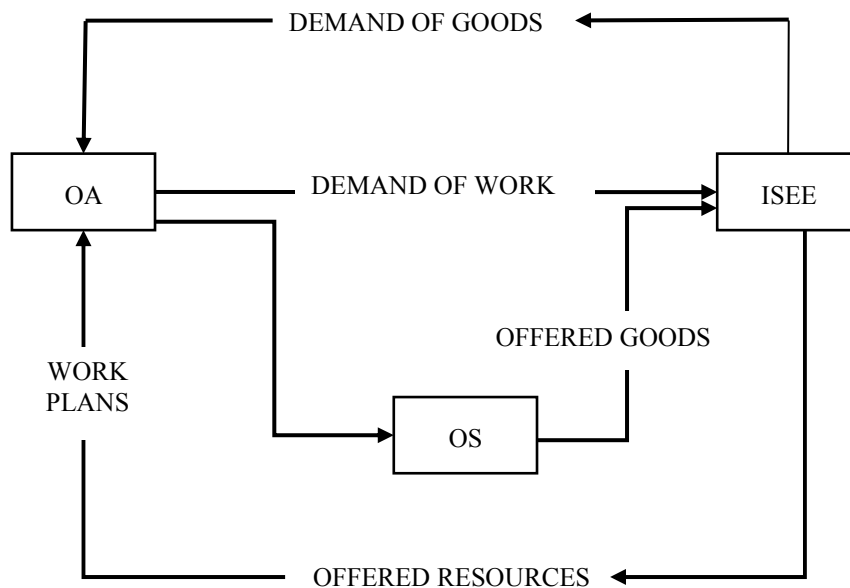 DEMAND OF GOODS
OA
DEMAND OF WORK
ISEE
OFFERED GOODS
WORK
PLANS
OS
OFFERED RESOURCES